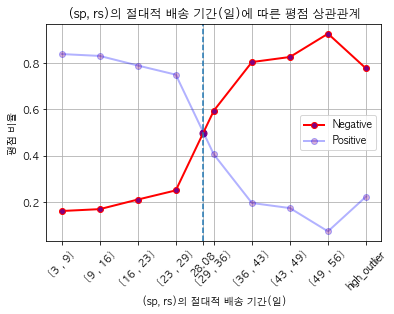 (sp, rs)의 절대적 배송 기간(일)에 따른 평점 상관관계
평점 비율
0.8
0.6
0.4
0.2
Negative
Positive
(3 , 9)
(9 , 16)
(16 , 23)
(23 , 29)
28.08
(29 , 36)
(36 , 43)
(43 , 49)
(49 , 56)
hgh_outlier
(sp, rs)의 절대적 배송 기간(일)